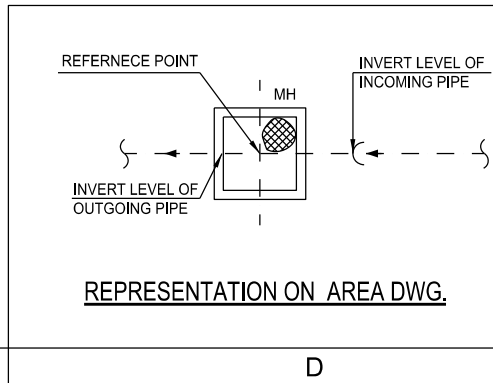 REFERNECE POINT
INVERT LEVEL OF
INCOMING PIPE
MH
INVERT LEVEL OF
OUTGOING PIPE
REPRESENTATION ON AREA DWG.
D